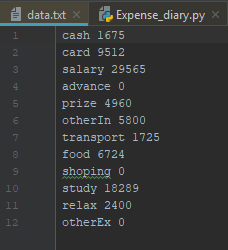 data.txt Expense_diary.py
1 cash 1675
2 card 9512
3 salary 29565
4 advance 0
5 prize 4960
6 otherIn 5800
7 transport 1725
8 food 6724
9 shoping 0
10 study 18289
11 relax 2400
12 otherEx 0